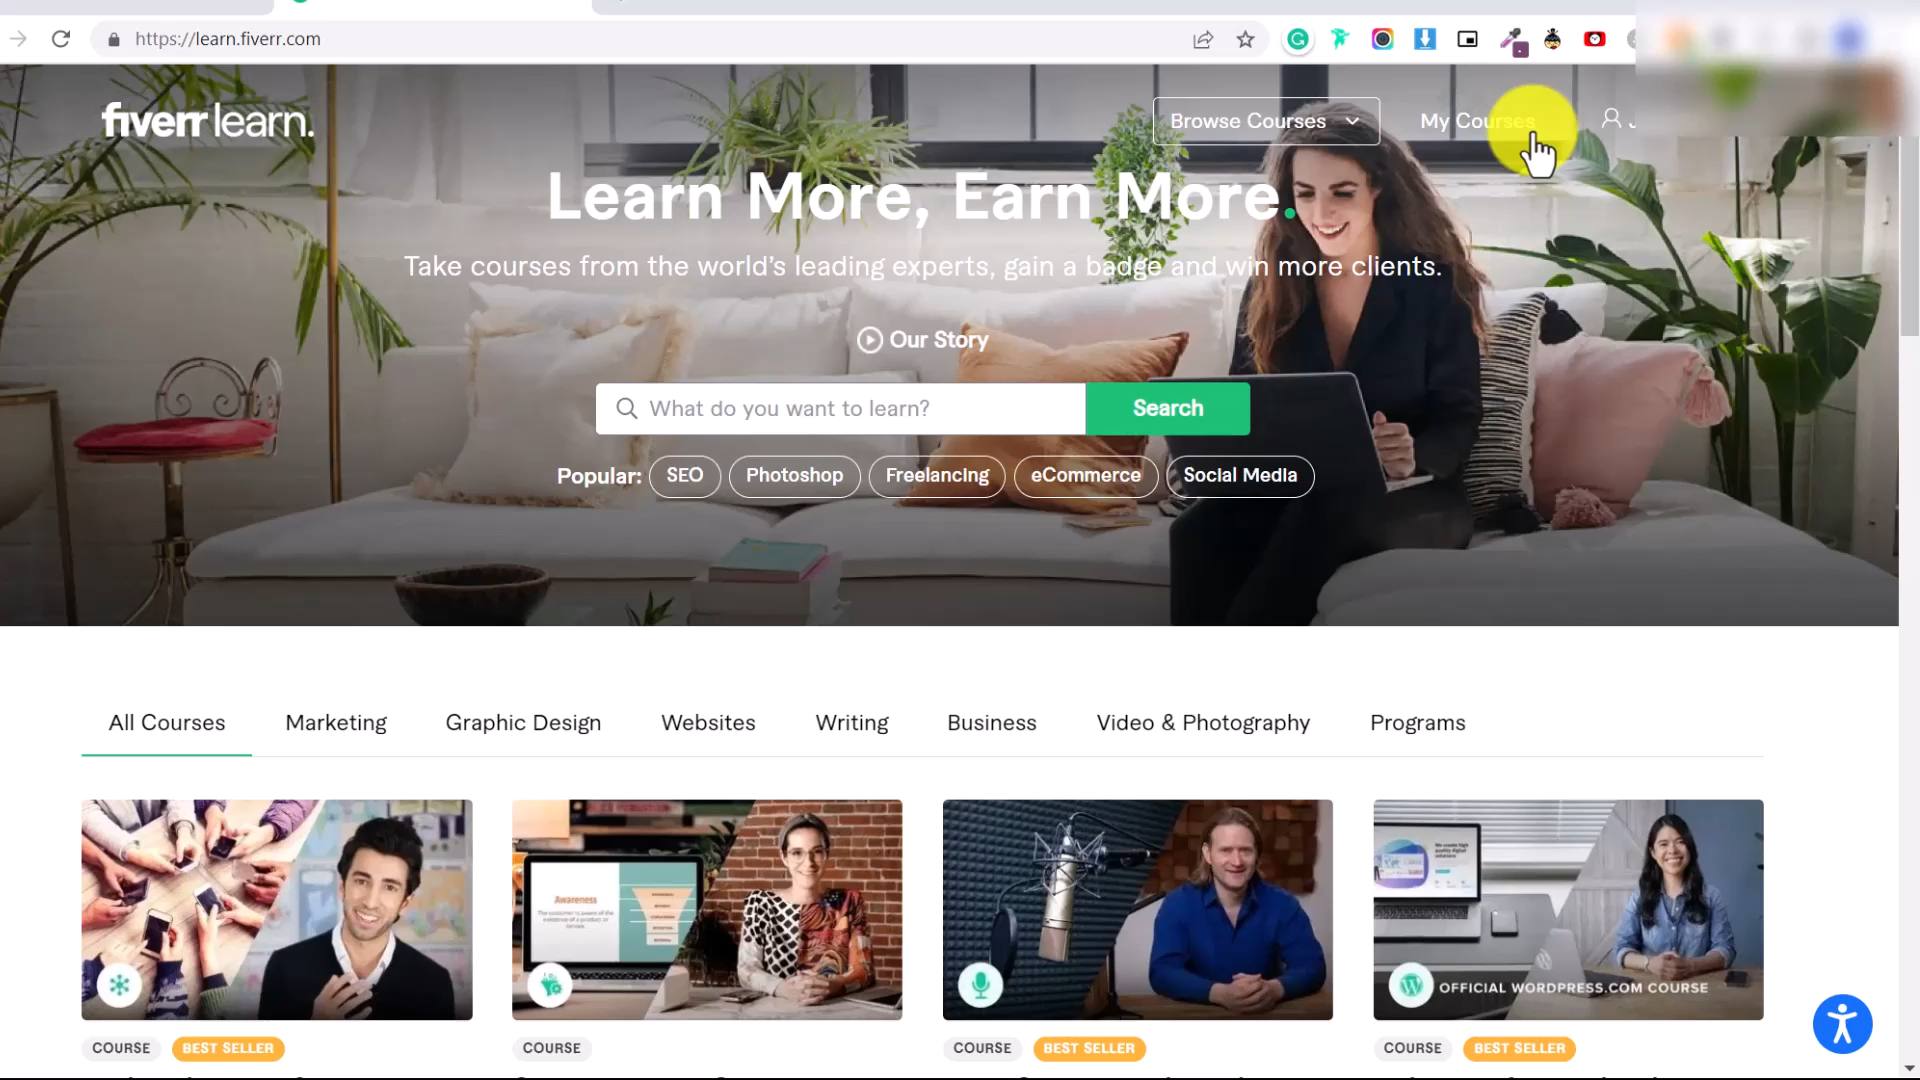 https://learn.fiverr.com
fiverr learn.
Browse Courses
My Courses
Learn More, Earn More.
Take courses from the world's leading experts, gain a badge and win more clients.
Our Story
What do you want to learn?
Search
Popular:
SEO
Photoshop
Freelancing
eCommerce
Social Media
All Courses
Marketing
Graphic Design
Websites
Writing
Business
Video & Photography
Programs
Awareness
OFFICIAL WORDPRESS.COM COURSE
COURSE
BEST SELLER
COURSE
COURSE
BEST SELLER
COURSE
BEST SELLER